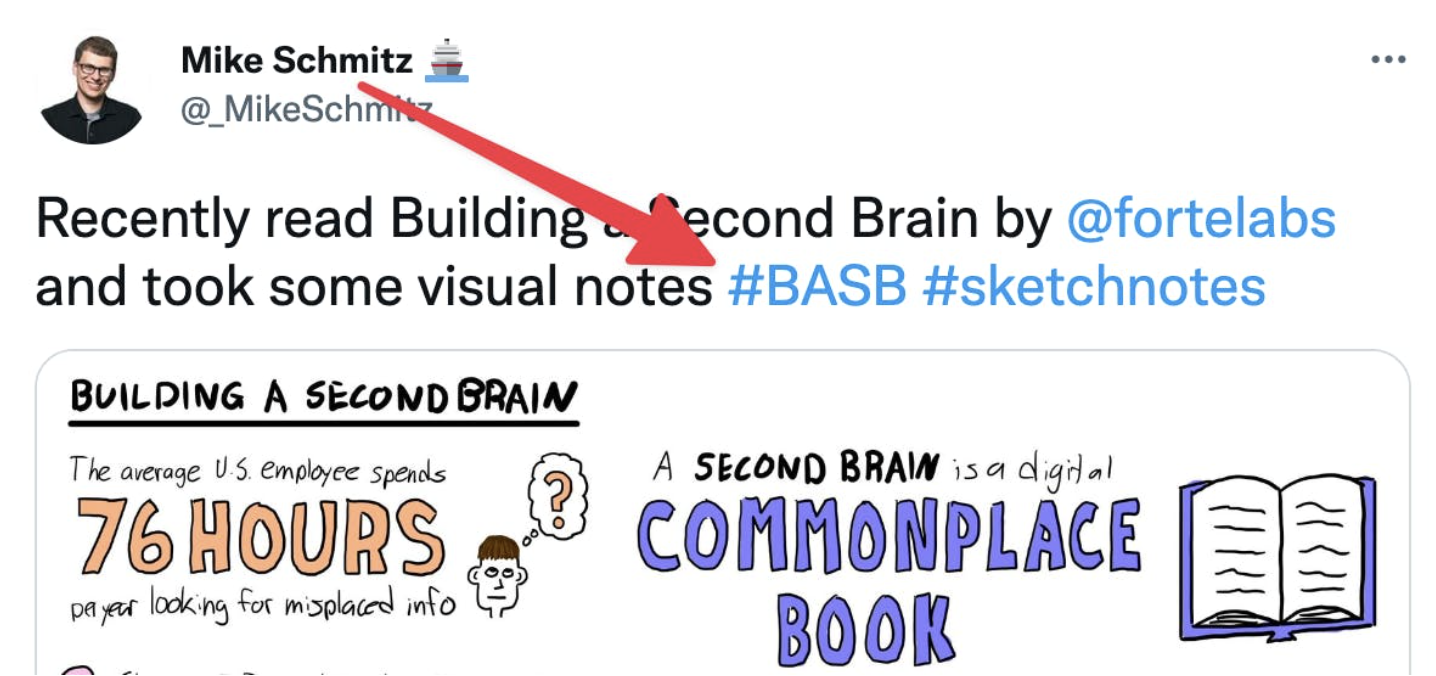 Mike Schmitz
@_MikeSchmitz
Recently read Building a Second Brain by @fortelabs
and took some visual notes #BASB #sketchnotes
BUILDING A SECOND BRAIN
The average U.S. employee spends
76 HOURS
per year looking for misplaced info
?
A SECOND BRAIN is a digital
COMMONPLACE
BOOK